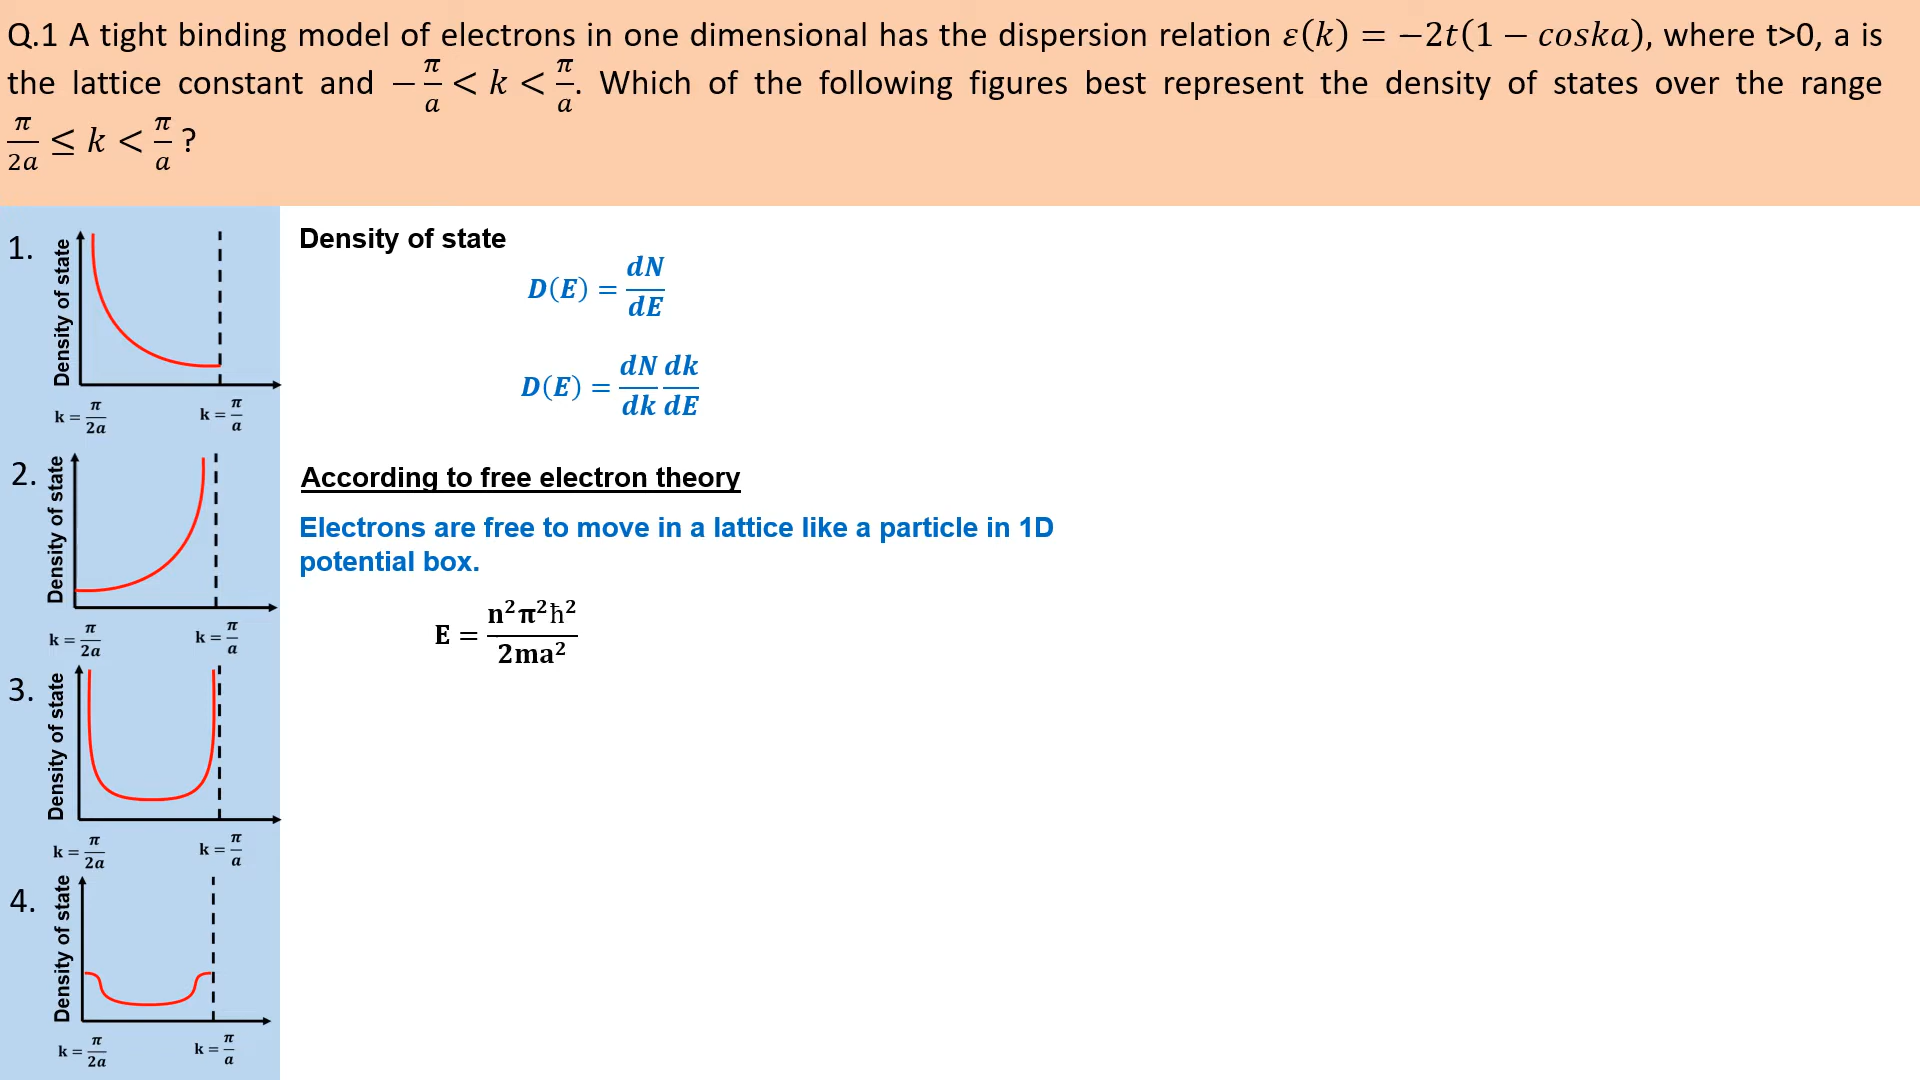 Q.1 A tight binding model of electrons in one dimensional has the dispersion relation ε(k) = −2t(1 − coska), where t>0, a is
the lattice constant and −π/a < k < π/a. Which of the following figures best represent the density of states over the range
π/2a ≤ k < π/a ?
1.
Density of state
k = π/2a
k = π/a
2.
Density of state
k = π/2a
k = π/a
3.
Density of state
k = π/2a
k = π/a
4.
Density of state
k = π/2a
k = π/a
Density of state
D(E) = dN/dE
D(E) = dN/dk dk/dE
According to free electron theory
Electrons are free to move in a lattice like a particle in 1D
potential box.
E = n²π²ħ²/2ma²